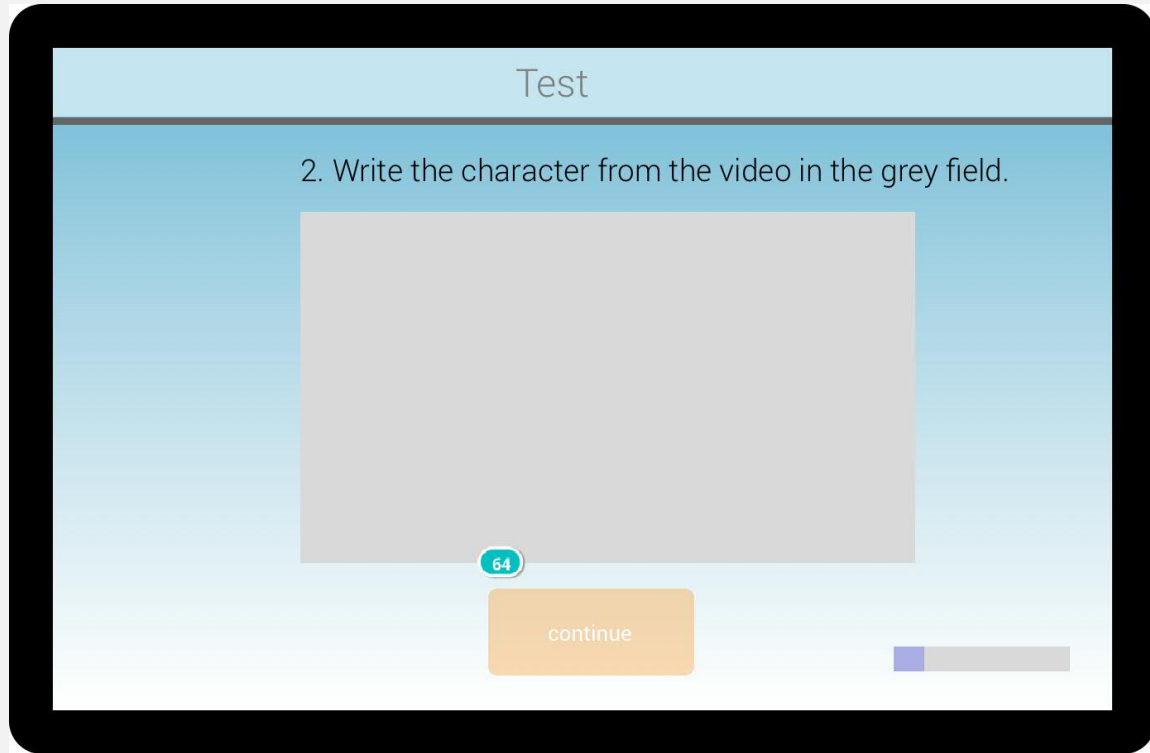 Test
2. Write the character from the video in the grey field.
64
continue